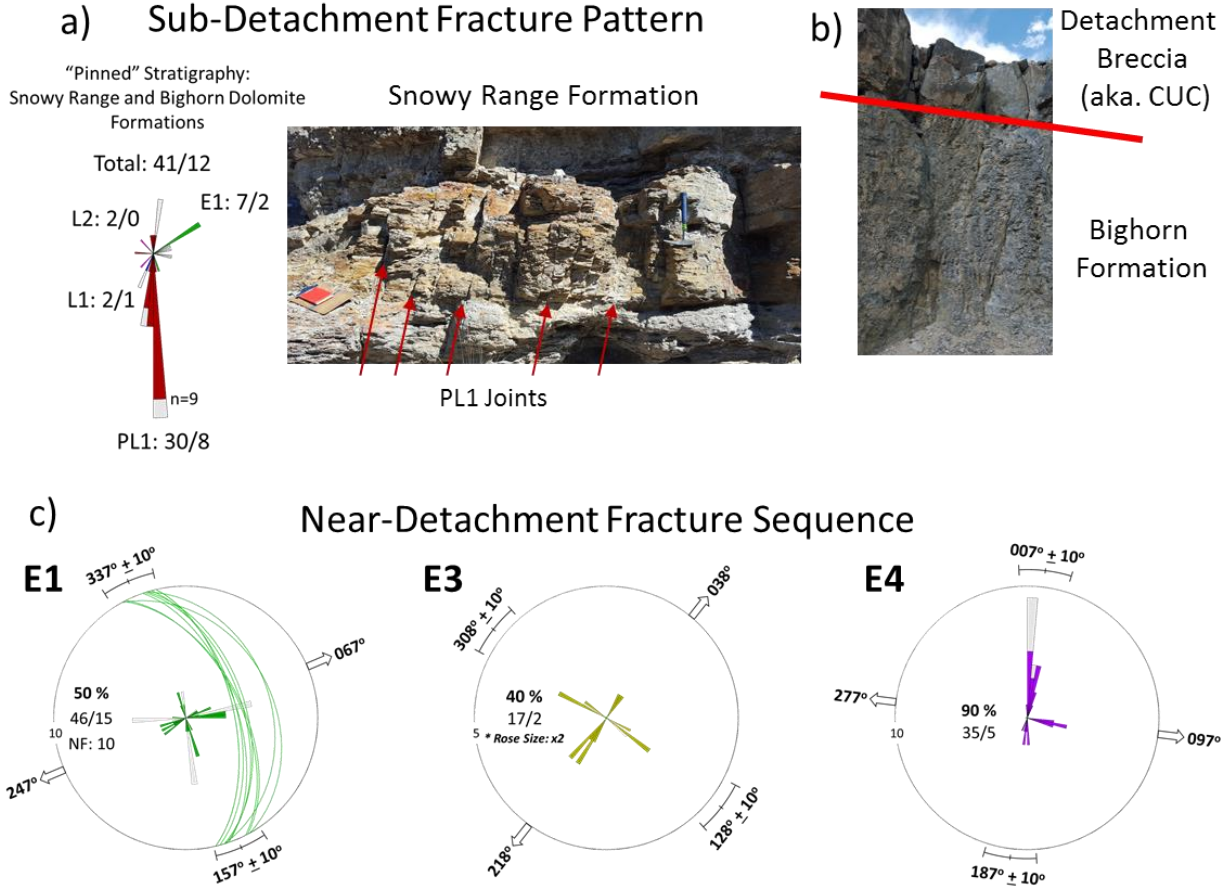 a)
Sub-Detachment Fracture Pattern
"Pinned" Stratigraphy:
Snowy Range and Bighorn Dolomite
Formations
Total: 41/12
L2: 2/0
E1: 7/2
L1: 2/1
n=9
PL1: 30/8
Snowy Range Formation
PL1 Joints
b)
Detachment
Breccia
(aka. CUC)
Bighorn
Formation
c)
Near-Detachment Fracture Sequence
E1
337° ± 10°
067°
50 %
46/15
NF: 10
10
247°
157° ± 10°
E3
308° ± 10°
038°
40 %
17/2
* Rose Size: x2
5
218°
128° ± 10°
E4
007° ± 10°
277°
90 %
35/5
10
097°
187° ± 10°